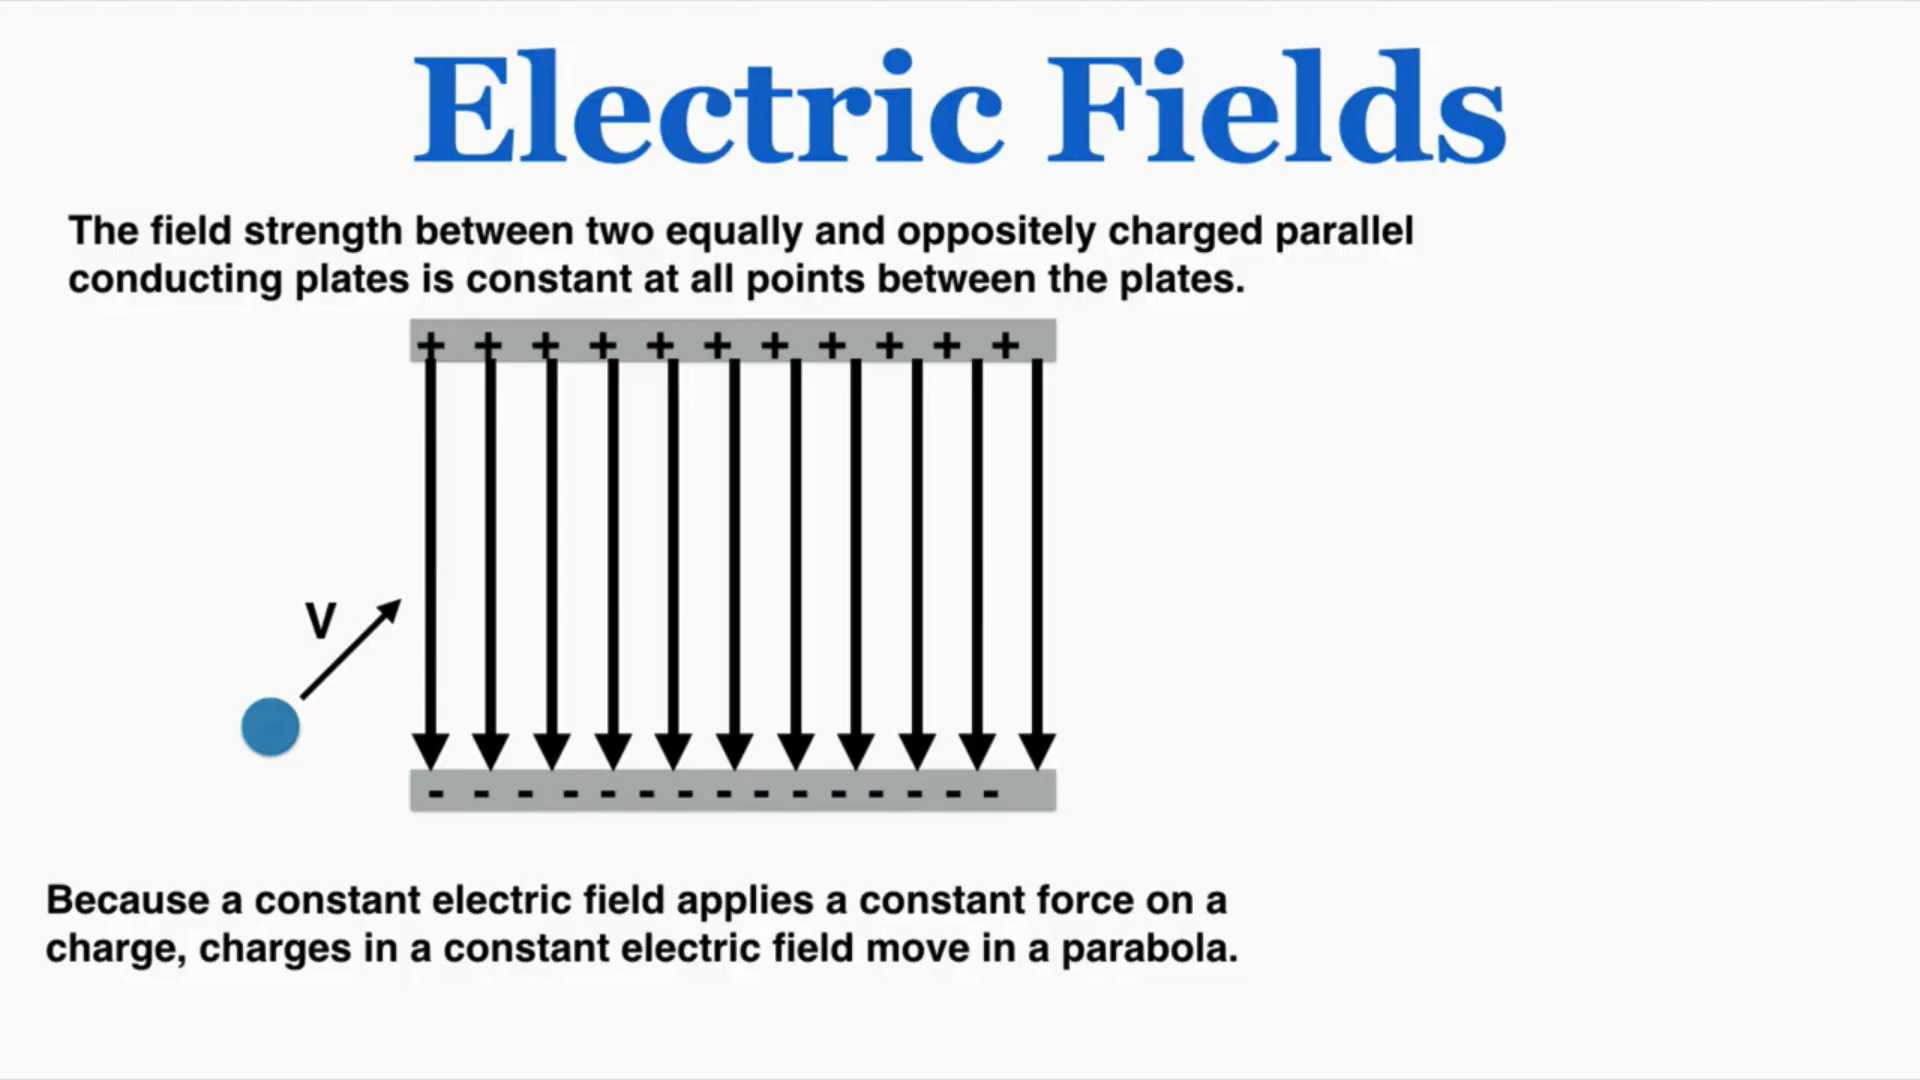 Electric Fields
The field strength between two equally and oppositely charged parallel
conducting plates is constant at all points between the plates.
+ + + + + + + + + + +
V
- - - - - - - - - - - - - - -
Because a constant electric field applies a constant force on a
charge, charges in a constant electric field move in a parabola.